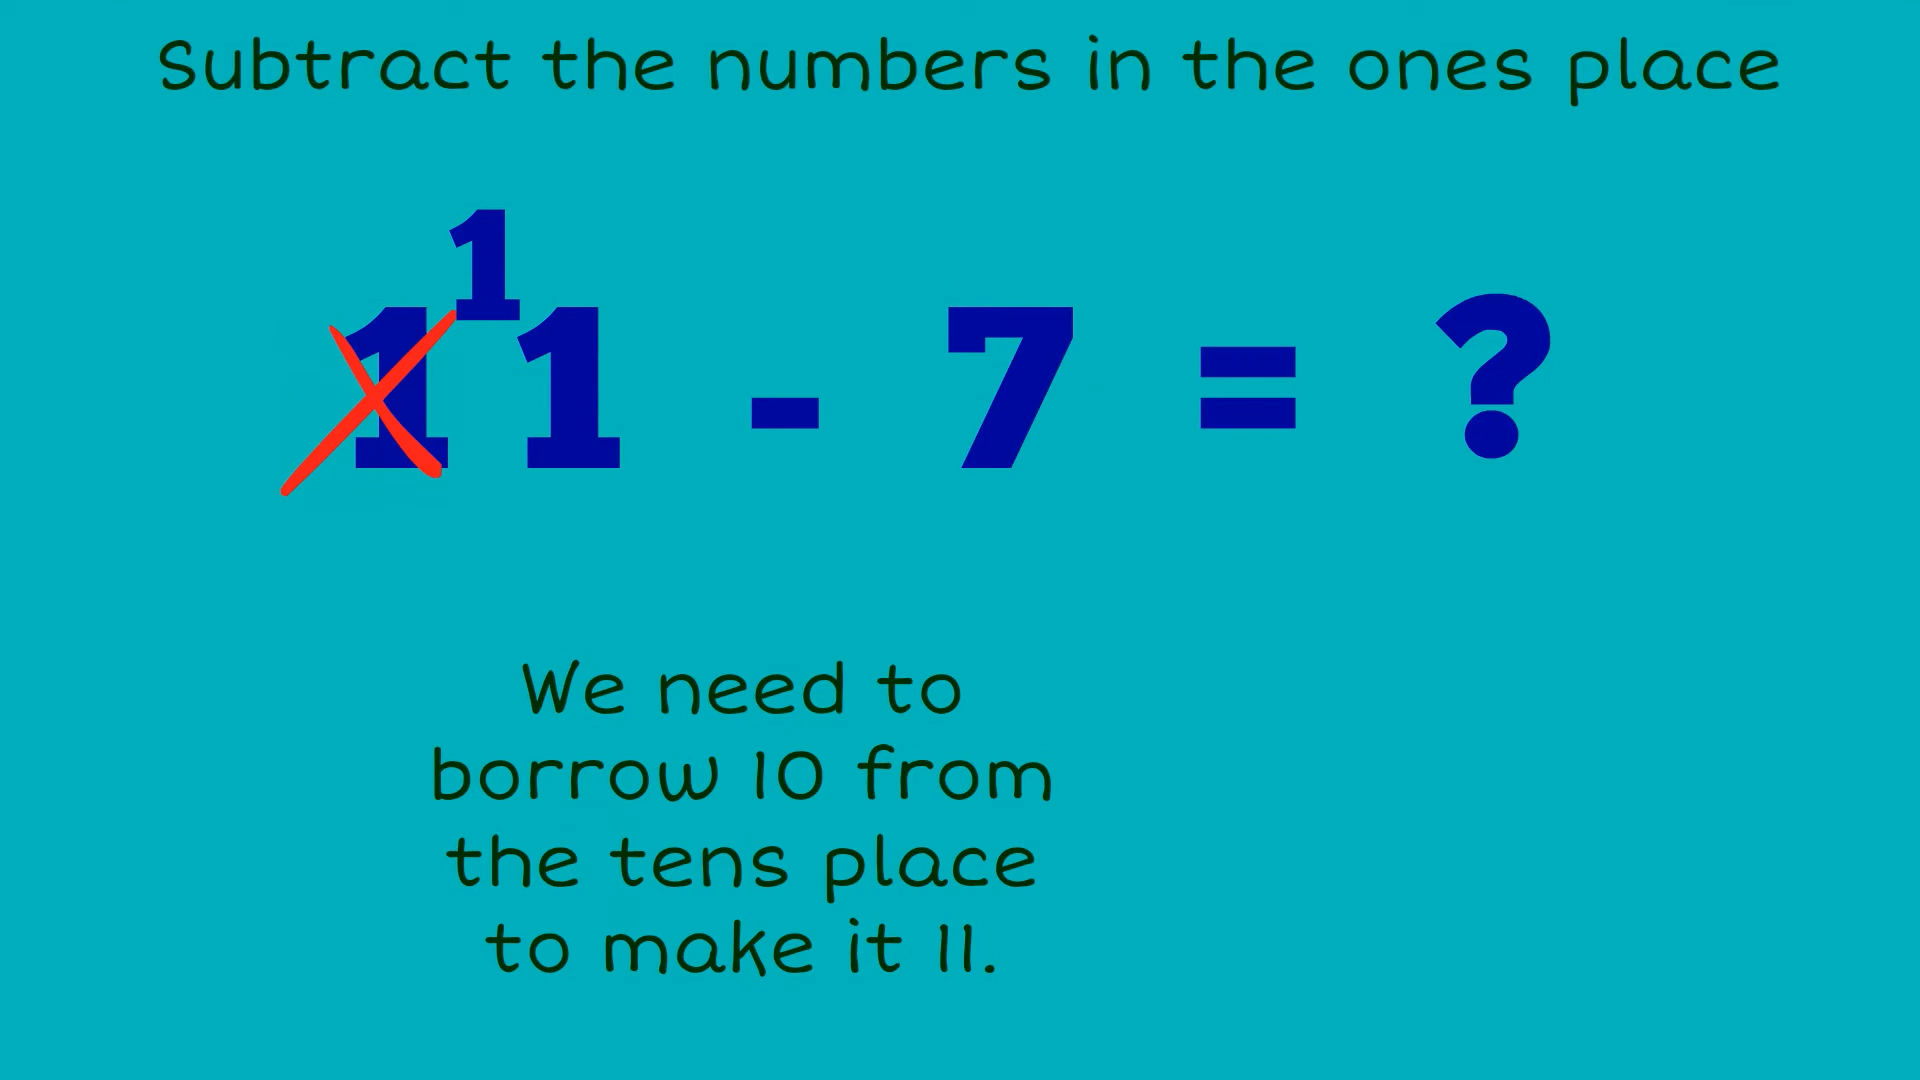 Subtract the numbers in the ones place
1
11 - 7 = ?
We need to
borrow 10 from
the tens place
to make it 11.